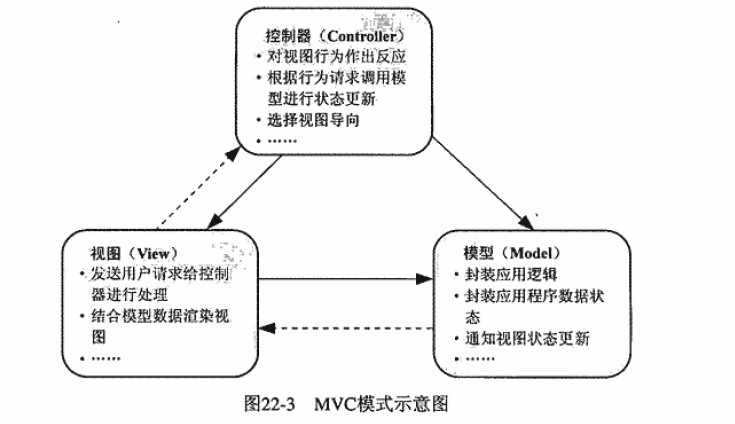 控制器（Controller）
· 对视图行为作出反应
· 根据行为请求调用模
型进行状态更新
· 选择视图导向
· ……
视图（View）
· 发送用户请求给控制
器进行处理
· 结合模型数据渲染视
图
· ……
模型（Model）
· 封装应用逻辑
· 封装应用程序数据状
态
· 通知视图状态更新
· ……
图22-3 MVC模式示意图